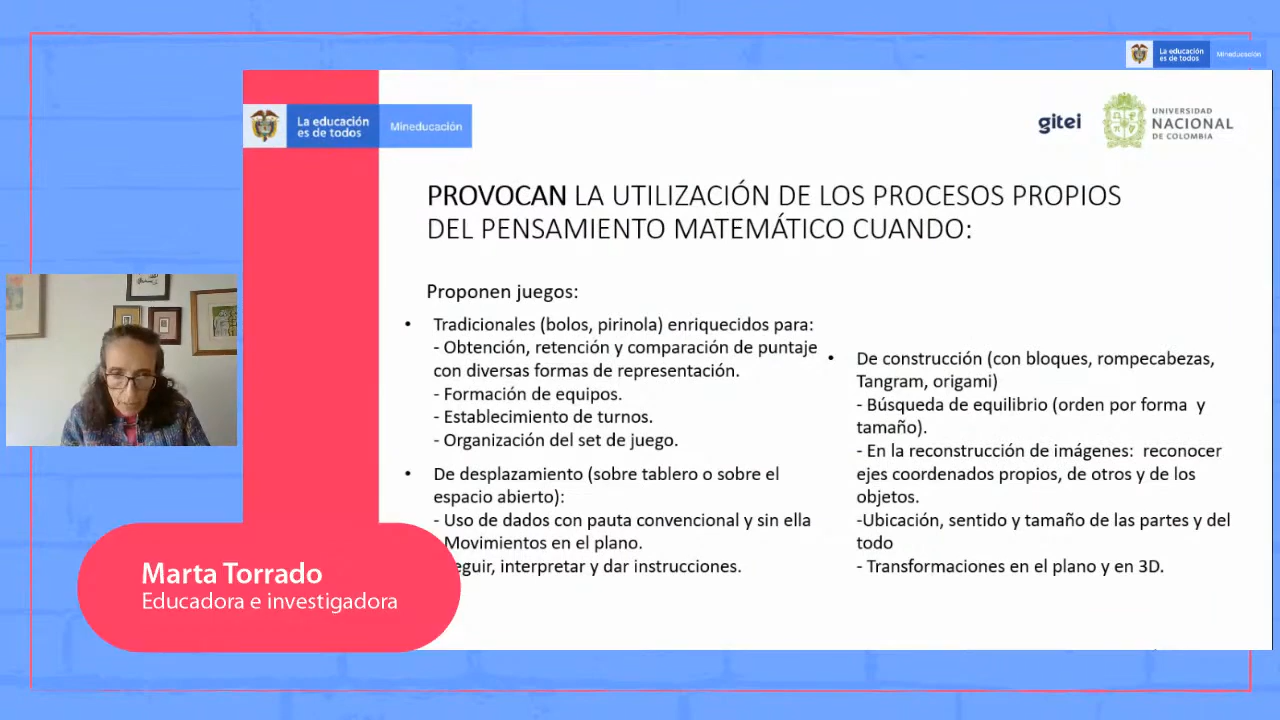 La educación
es de todos
Mineducación
La educación
es de todos
Mineducación
gitei
UNIVERSIDAD
NACIONAL
DE COLOMBIA
PROVOCAN LA UTILIZACIÓN DE LOS PROCESOS PROPIOS
DEL PENSAMIENTO MATEMÁTICO CUANDO:
Proponen juegos:
• Tradicionales (bolos, pirinola) enriquecidos para:
- Obtención, retención y comparación de puntaje
con diversas formas de representación.
- Formación de equipos.
- Establecimiento de turnos.
- Organización del set de juego.
• De desplazamiento (sobre tablero o sobre el
espacio abierto):
- Uso de dados con pauta convencional y sin ella
Movimientos en el plano.
eguir, interpretar y dar instrucciones.
• De construcción (con bloques, rompecabezas,
Tangram, origami)
- Búsqueda de equilibrio (orden por forma y
tamaño).
- En la reconstrucción de imágenes: reconocer
ejes coordenados propios, de otros y de los
objetos.
-Ubicación, sentido y tamaño de las partes y del
todo
- Transformaciones en el plano y en 3D.
Marta Torrado
Educadora e investigadora